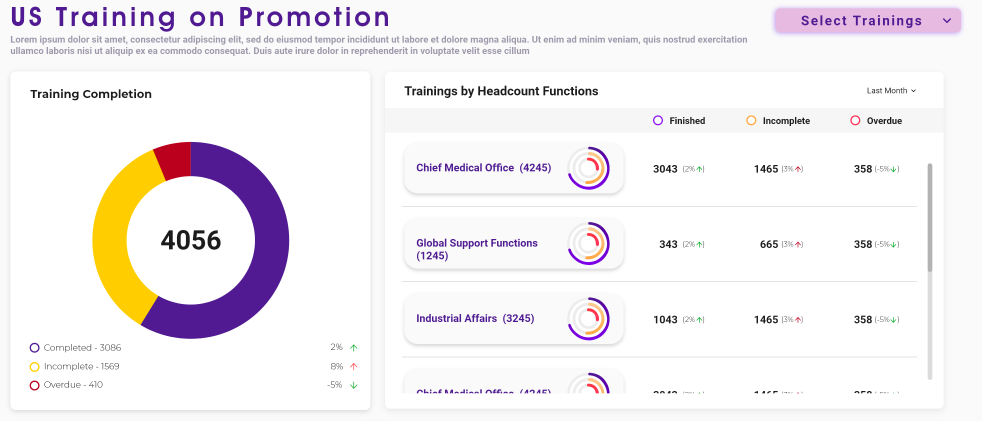 US Training on Promotion
Select Trainings
Lorem ipsum dolor sit amet, consectetur adipiscing elit, sed do eiusmod tempor incididunt ut labore et dolore magna aliqua. Ut enim ad minim veniam, quis nostrud exercitation
ullamco laboris nisi ut aliquip ex ea commodo consequat. Duis aute irure dolor in reprehenderit in voluptate velit esse cillum
Training Completion
4056
Completed - 3086 2% ↑
Incomplete - 1569 8% ↑
Overdue - 410 -5% ↓
Trainings by Headcount Functions
Last Month
Finished Incomplete Overdue
Chief Medical Office (4245) 3043 (2%↑) 1465 (3%↑) 358 (-5%↓)
Global Support Functions
(1245) 343 (2%↑) 665 (3%↑) 358 (-5%↓)
Industrial Affairs (3245) 1043 (2%↑) 1465 (3%↑) 358 (-5%↓)
Chief Medical Office (4245)